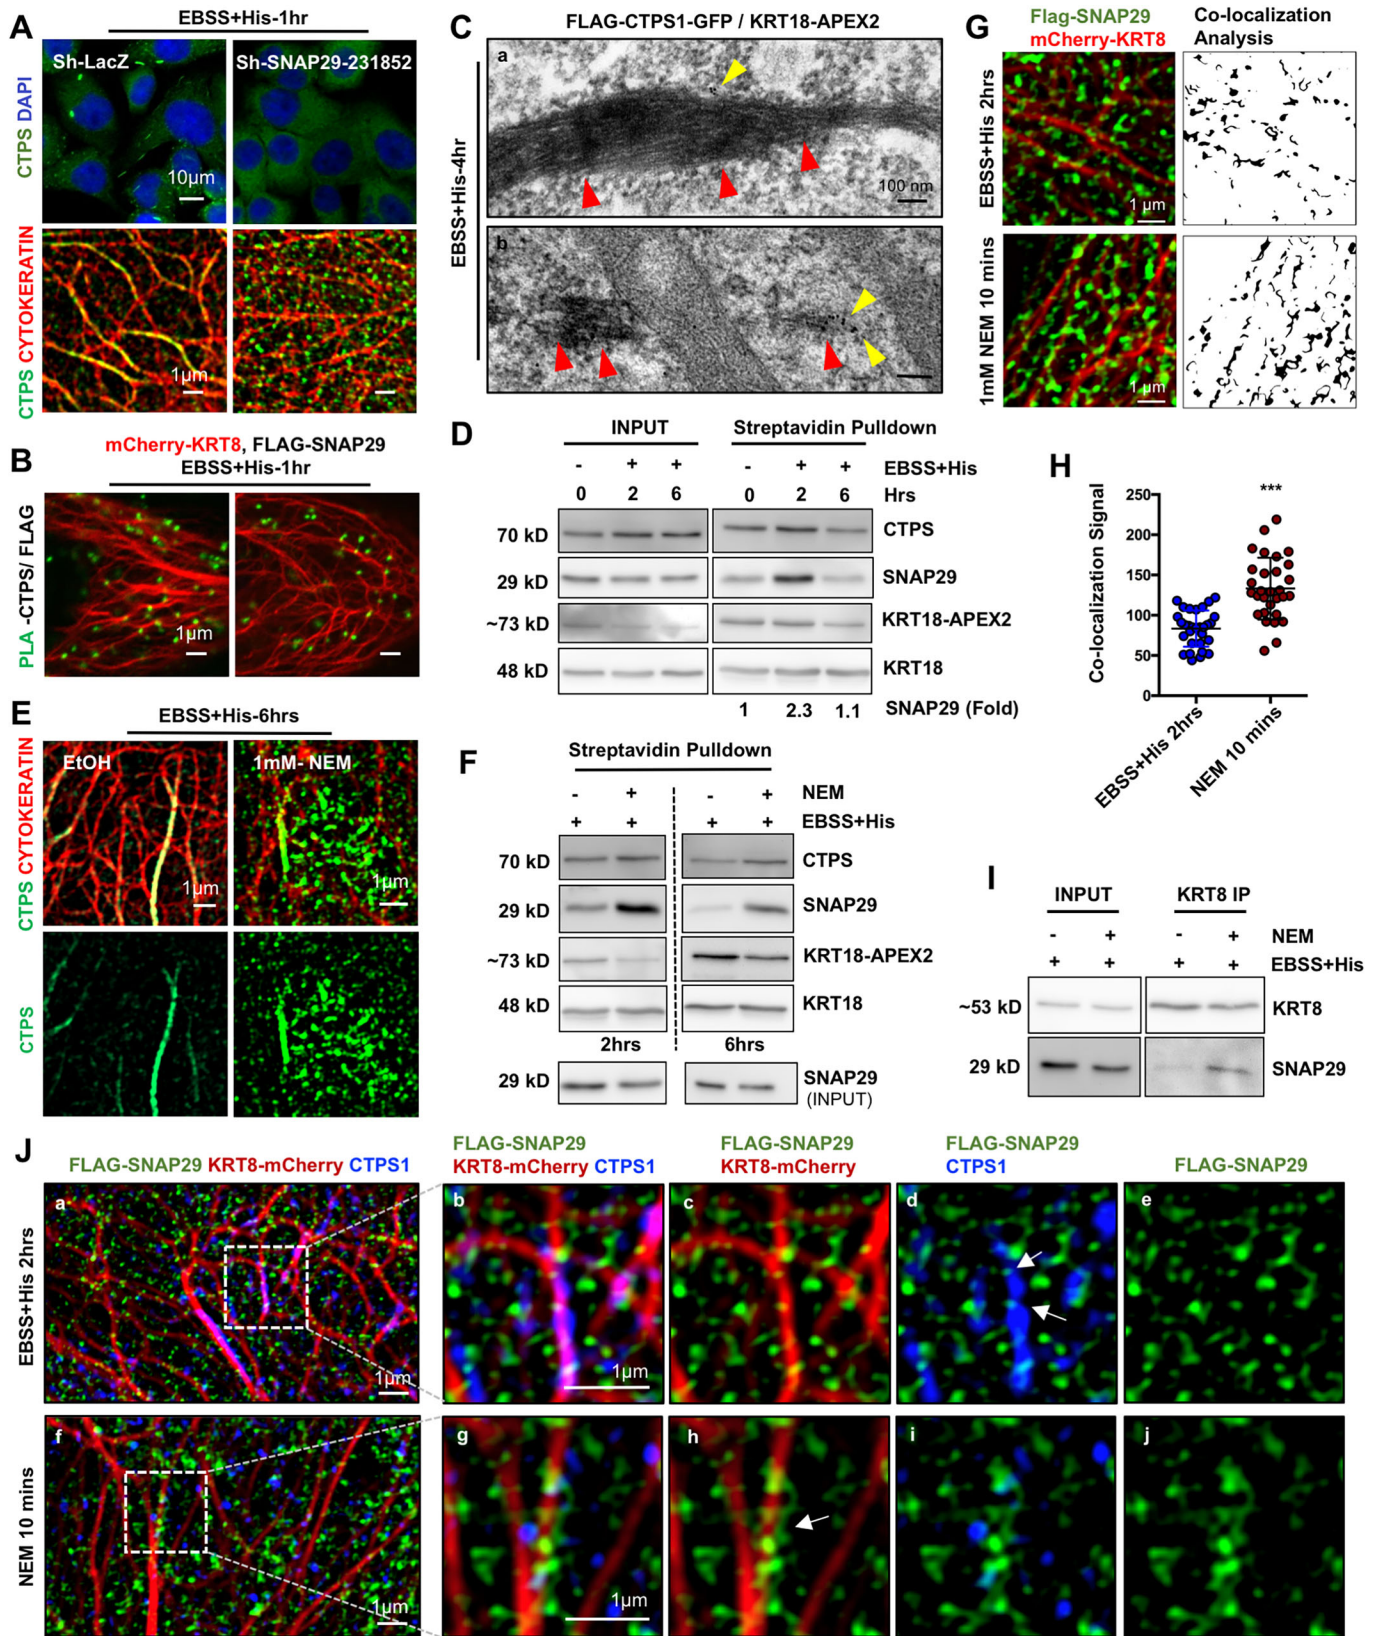 A
EBSS+His-1hr
Sh-LacZ
Sh-SNAP29-231852
CTPS DAPI
10µm
CTPS CYTOKERATIN
1µm
B
mCherry-KRT8, FLAG-SNAP29
EBSS+His-1hr
PLA -CTPS/ FLAG
1µm
C
FLAG-CTPS1-GFP / KRT18-APEX2
EBSS+His-4hr
a
100 nm
b
D
INPUT
Streptavidin Pulldown
- + + - + + EBSS+His
0 2 6 0 2 6 Hrs
70 kD CTPS
29 kD SNAP29
~73 kD KRT18-APEX2
48 kD KRT18
1 2.3 1.1 SNAP29 (Fold)
E
EBSS+His-6hrs
EtOH
1mM- NEM
CTPS CYTOKERATIN
1µm
1µm
CTPS
F
Streptavidin Pulldown
- + - + NEM
+ + + + EBSS+His
70 kD CTPS
29 kD SNAP29
~73 kD KRT18-APEX2
48 kD KRT18
2hrs 6hrs
29 kD SNAP29
(INPUT)
G
Flag-SNAP29
mCherry-KRT8
Co-localization
Analysis
EBSS+His 2hrs
1 µm
1mM NEM 10 mins
1 µm
H
Co-localization Signal
250
200
150
100
50
0
***
EBSS+His 2hrs
NEM 10 mins
I
INPUT
KRT8 IP
- + - + NEM
+ + + + EBSS+His
~53 kD KRT8
29 kD SNAP29
J
FLAG-SNAP29 KRT8-mCherry CTPS1
FLAG-SNAP29
KRT8-mCherry CTPS1
FLAG-SNAP29
KRT8-mCherry
FLAG-SNAP29
CTPS1
FLAG-SNAP29
EBSS+His 2hrs
a
1µm
b
1µm
c
d
e
NEM 10 mins
f
1µm
g
1µm
h
i
j